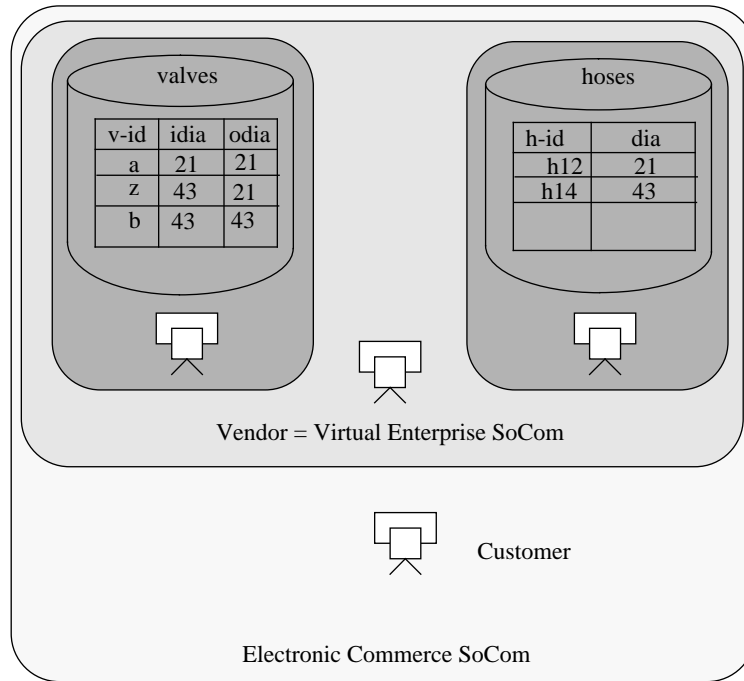 valves
v-id idia odia
a 21 21
z 43 21
b 43 43
hoses
h-id dia
h12 21
h14 43
Vendor = Virtual Enterprise SoCom
Customer
Electronic Commerce SoCom